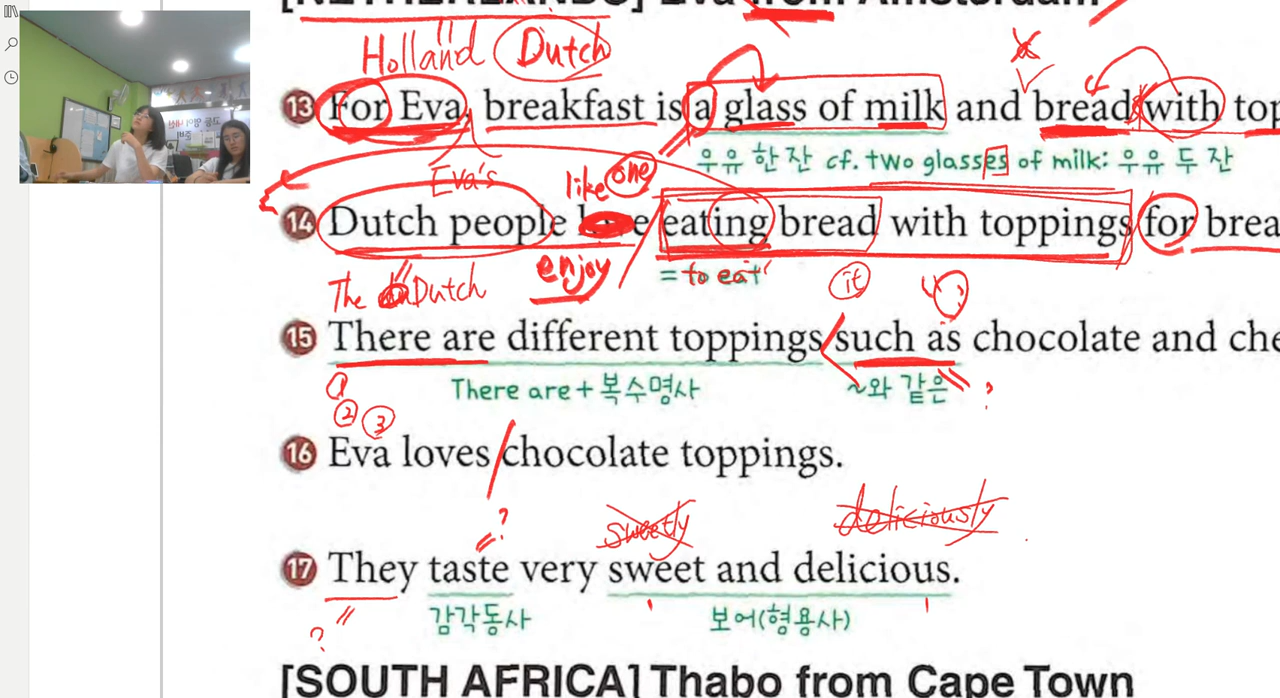 [NETHERLANDS] Eva from Amsterdam
Holland Dutch
13 For Eva, breakfast is a glass of milk and bread with top
우유 한 잔 cf. two glasses of milk: 우유 두 잔
Eva's like one
14 Dutch people e eating bread with toppings for brea
The Dutch enjoy = to eat it
15 There are different toppings such as chocolate and che
There are + 복수명사 ~와 같은 ?
① ② ③
16 Eva loves chocolate toppings.
? sweetly deliciously
17 They taste very sweet and delicious.
감각동사 보어(형용사)
?
[SOUTH AFRICA] Thabo from Cape Town